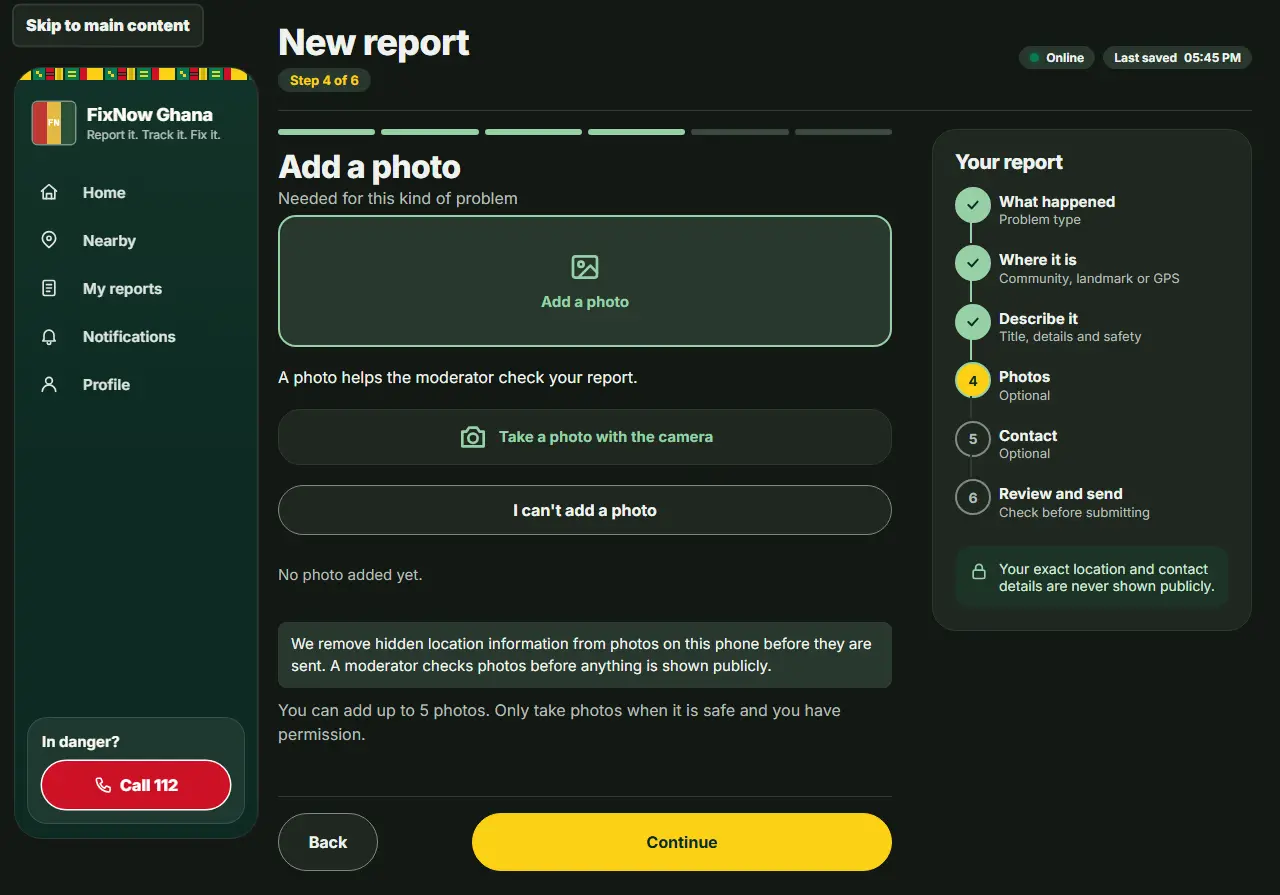 Skip to main content
FN
FixNow Ghana
Report it. Track it. Fix it.
Home
Nearby
My reports
Notifications
Profile
In danger?
Call 112
New report
Step 4 of 6
Online
Last saved 05:45 PM
Add a photo
Needed for this kind of problem
Add a photo
A photo helps the moderator check your report.
Take a photo with the camera
I can't add a photo
No photo added yet.
We remove hidden location information from photos on this phone before they are
sent. A moderator checks photos before anything is shown publicly.
You can add up to 5 photos. Only take photos when it is safe and you have
permission.
Back
Continue
Your report
What happened
Problem type
Where it is
Community, landmark or GPS
Describe it
Title, details and safety
4
Photos
Optional
5
Contact
Optional
6
Review and send
Check before submitting
Your exact location and contact
details are never shown publicly.